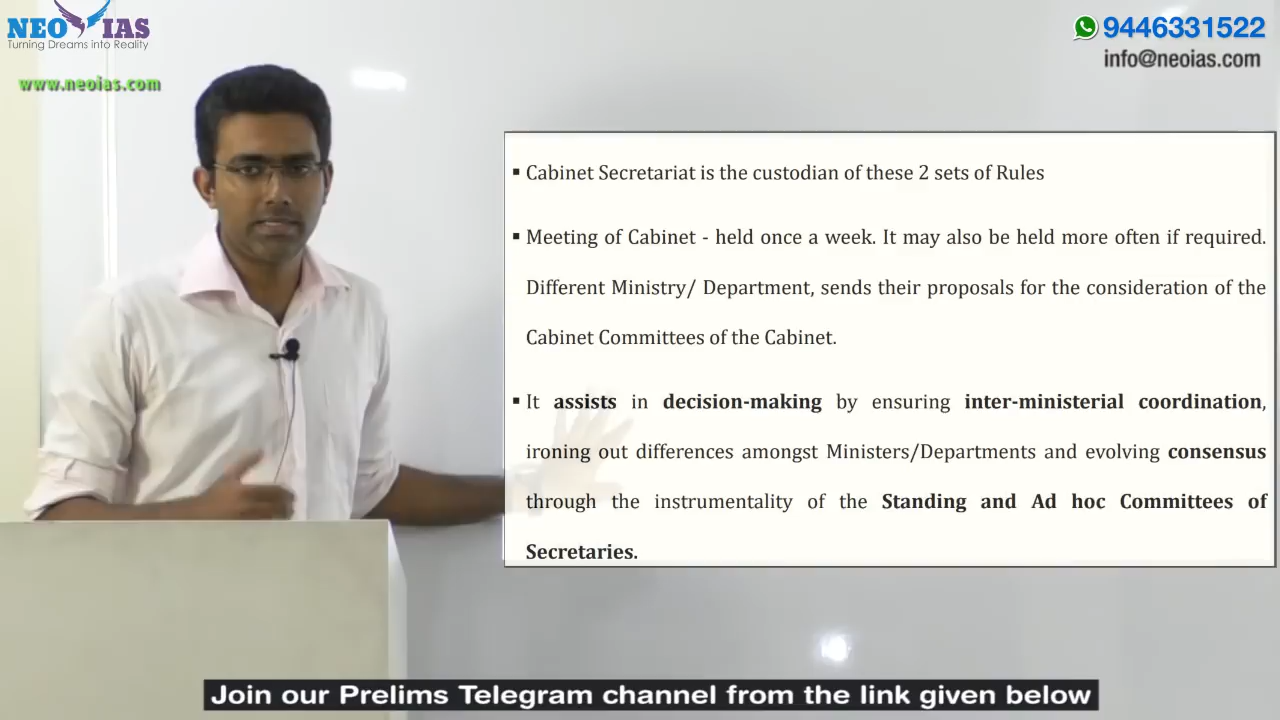 NEO IAS
Turning Dreams into Reality
www.neoias.com
9446331522
info@neoias.com
▪ Cabinet Secretariat is the custodian of these 2 sets of Rules
▪ Meeting of Cabinet - held once a week. It may also be held more often if required.
Different Ministry/ Department, sends their proposals for the consideration of the
Cabinet Committees of the Cabinet.
▪ It assists in decision-making by ensuring inter-ministerial coordination,
ironing out differences amongst Ministers/Departments and evolving consensus
through the instrumentality of the Standing and Ad hoc Committees of
Secretaries.
Join our Prelims Telegram channel from the link given below